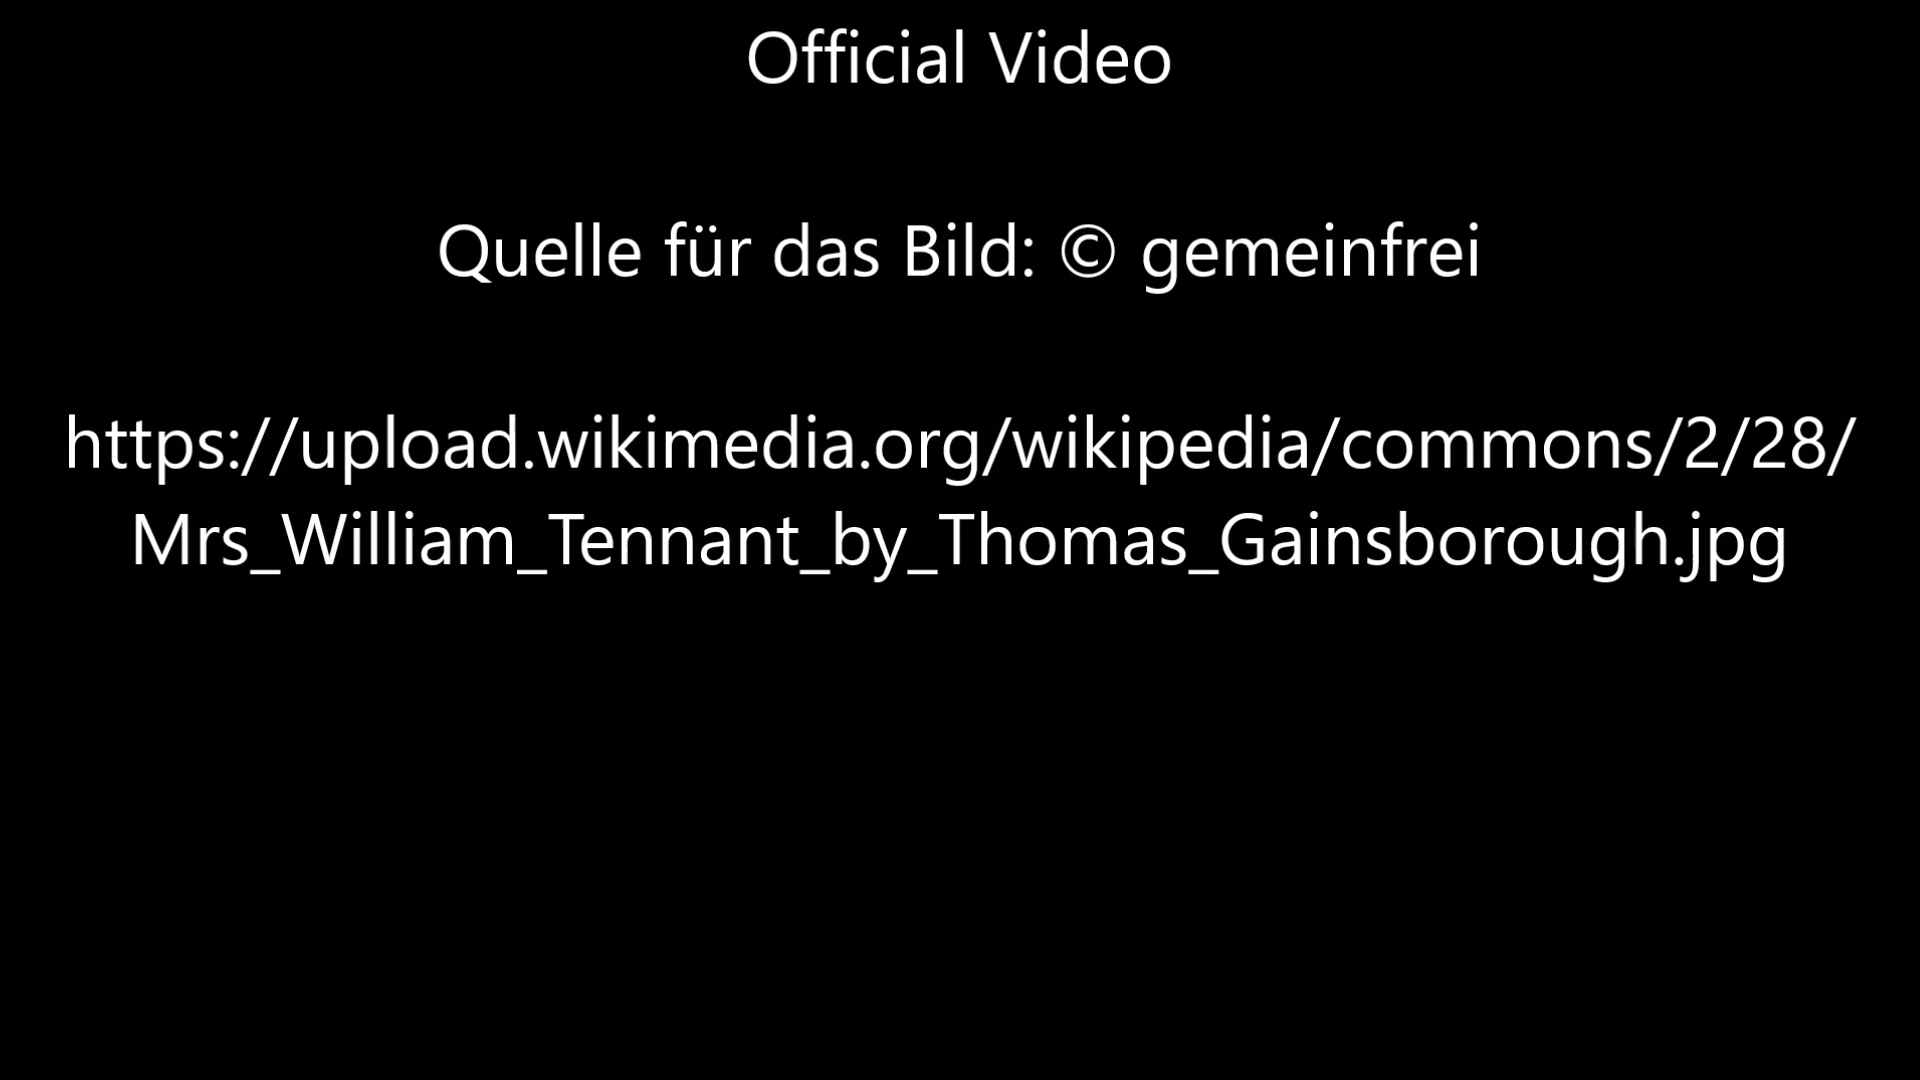 Official Video
Quelle für das Bild: © gemeinfrei
https://upload.wikimedia.org/wikipedia/commons/2/28/
Mrs_William_Tennant_by_Thomas_Gainsborough.jpg